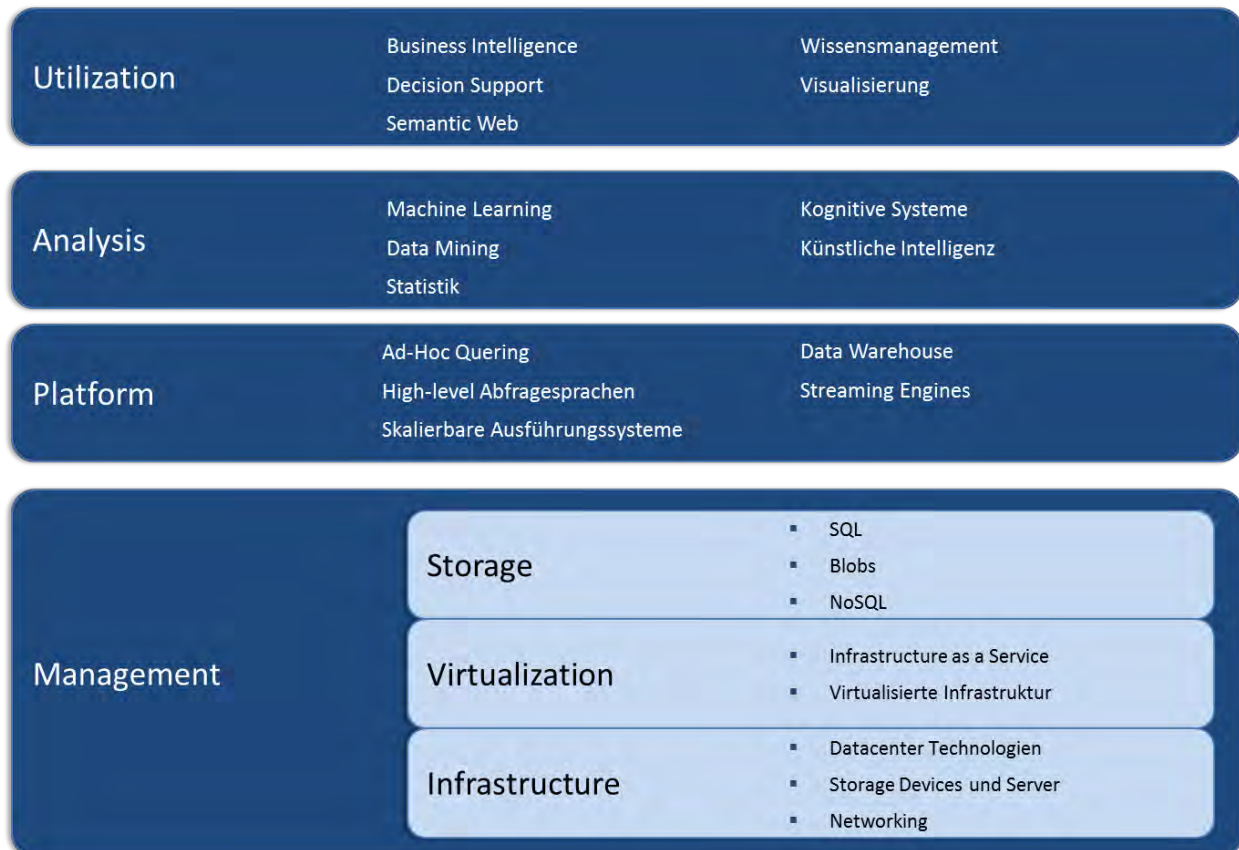 Utilization
Business Intelligence
Decision Support
Semantic Web
Wissensmanagement
Visualisierung
Analysis
Machine Learning
Data Mining
Statistik
Kognitive Systeme
Künstliche Intelligenz
Platform
Ad-Hoc Quering
High-level Abfragesprachen
Skalierbare Ausführungssysteme
Data Warehouse
Streaming Engines
Management
Storage
▪ SQL
▪ Blobs
▪ NoSQL
Virtualization
▪ Infrastructure as a Service
▪ Virtualisierte Infrastruktur
Infrastructure
▪ Datacenter Technologien
▪ Storage Devices und Server
▪ Networking